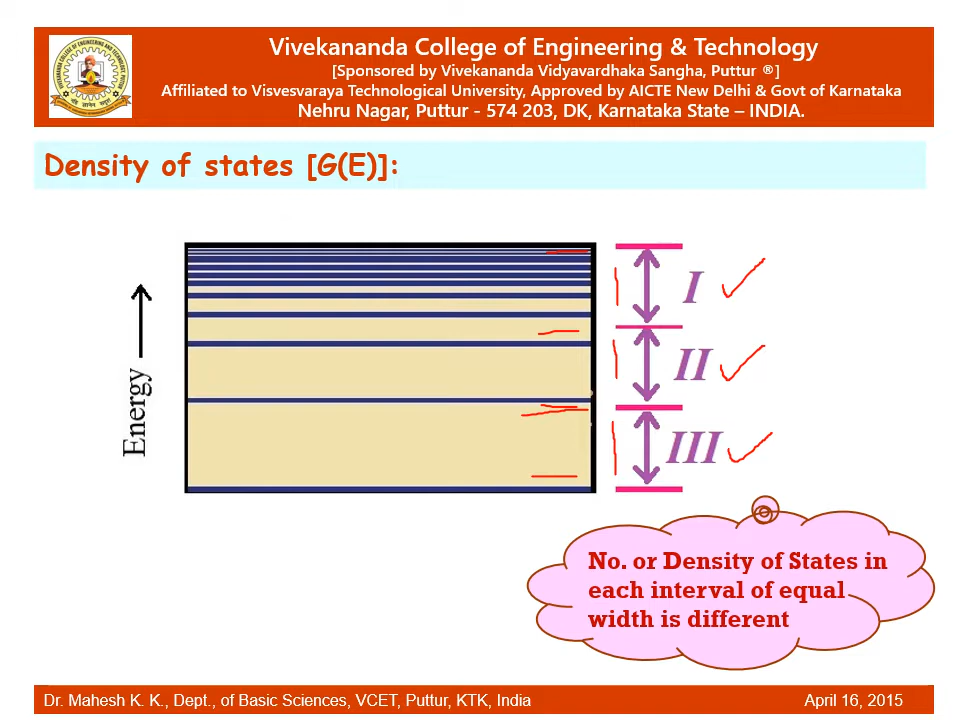 Vivekananda College of Engineering & Technology
[Sponsored by Vivekananda Vidyavardhaka Sangha, Puttur ®]
Affiliated to Visvesvaraya Technological University, Approved by AICTE New Delhi & Govt of Karnataka
Nehru Nagar, Puttur - 574 203, DK, Karnataka State – INDIA.
Density of states [G(E)]:
Energy
I
II
III
No. or Density of States in
each interval of equal
width is different
Dr. Mahesh K. K., Dept., of Basic Sciences, VCET, Puttur, KTK, India
April 16, 2015